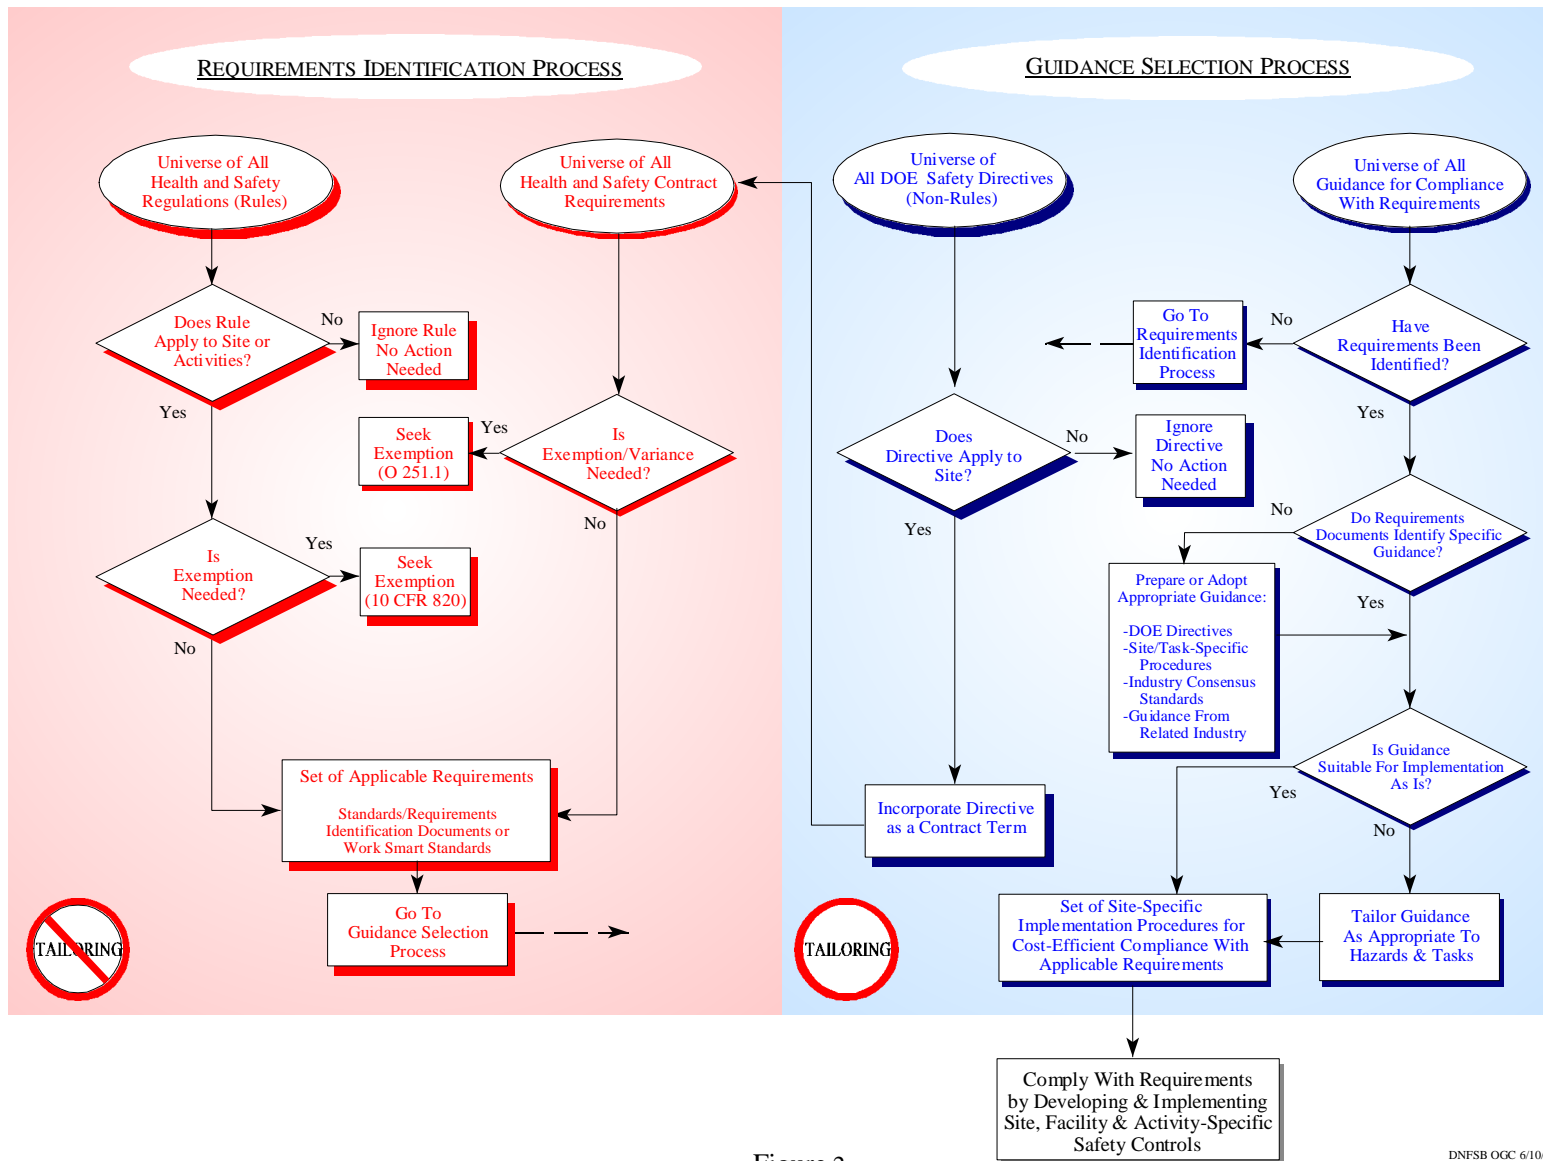 REQUIREMENTS IDENTIFICATION PROCESS
Universe of All
Health and Safety
Regulations (Rules)
Universe of All
Health and Safety Contract
Requirements
Does Rule
Apply to Site or
Activities?
No
Ignore Rule
No Action
Needed
Yes
Seek
Exemption
(O 251.1)
Yes
Is
Exemption/Variance
Needed?
No
Is
Exemption
Needed?
Yes
Seek
Exemption
(10 CFR 820)
No
Set of Applicable Requirements
Standards/Requirements
Identification Documents or
Work Smart Standards
Go To
Guidance Selection
Process
TAILORING
GUIDANCE SELECTION PROCESS
Universe of
All DOE Safety Directives
(Non-Rules)
Universe of All
Guidance for Compliance
With Requirements
Go To
Requirements
Identification
Process
No
Have
Requirements Been
Identified?
Yes
Does
Directive Apply to
Site?
No
Ignore
Directive
No Action
Needed
Yes
No
Do Requirements
Documents Identify Specific
Guidance?
Yes
Prepare or Adopt
Appropriate Guidance:
-DOE Directives
-Site/Task-Specific
Procedures
-Industry Consensus
Standards
-Guidance From
Related Industry
Is Guidance
Suitable For Implementation
As Is?
Yes
No
Incorporate Directive
as a Contract Term
Set of Site-Specific
Implementation Procedures for
Cost-Efficient Compliance With
Applicable Requirements
Tailor Guidance
As Appropriate To
Hazards & Tasks
TAILORING
Comply With Requirements
by Developing & Implementing
Site, Facility & Activity-Specific
Safety Controls
Figure 2
DNFSB OGC 6/10/